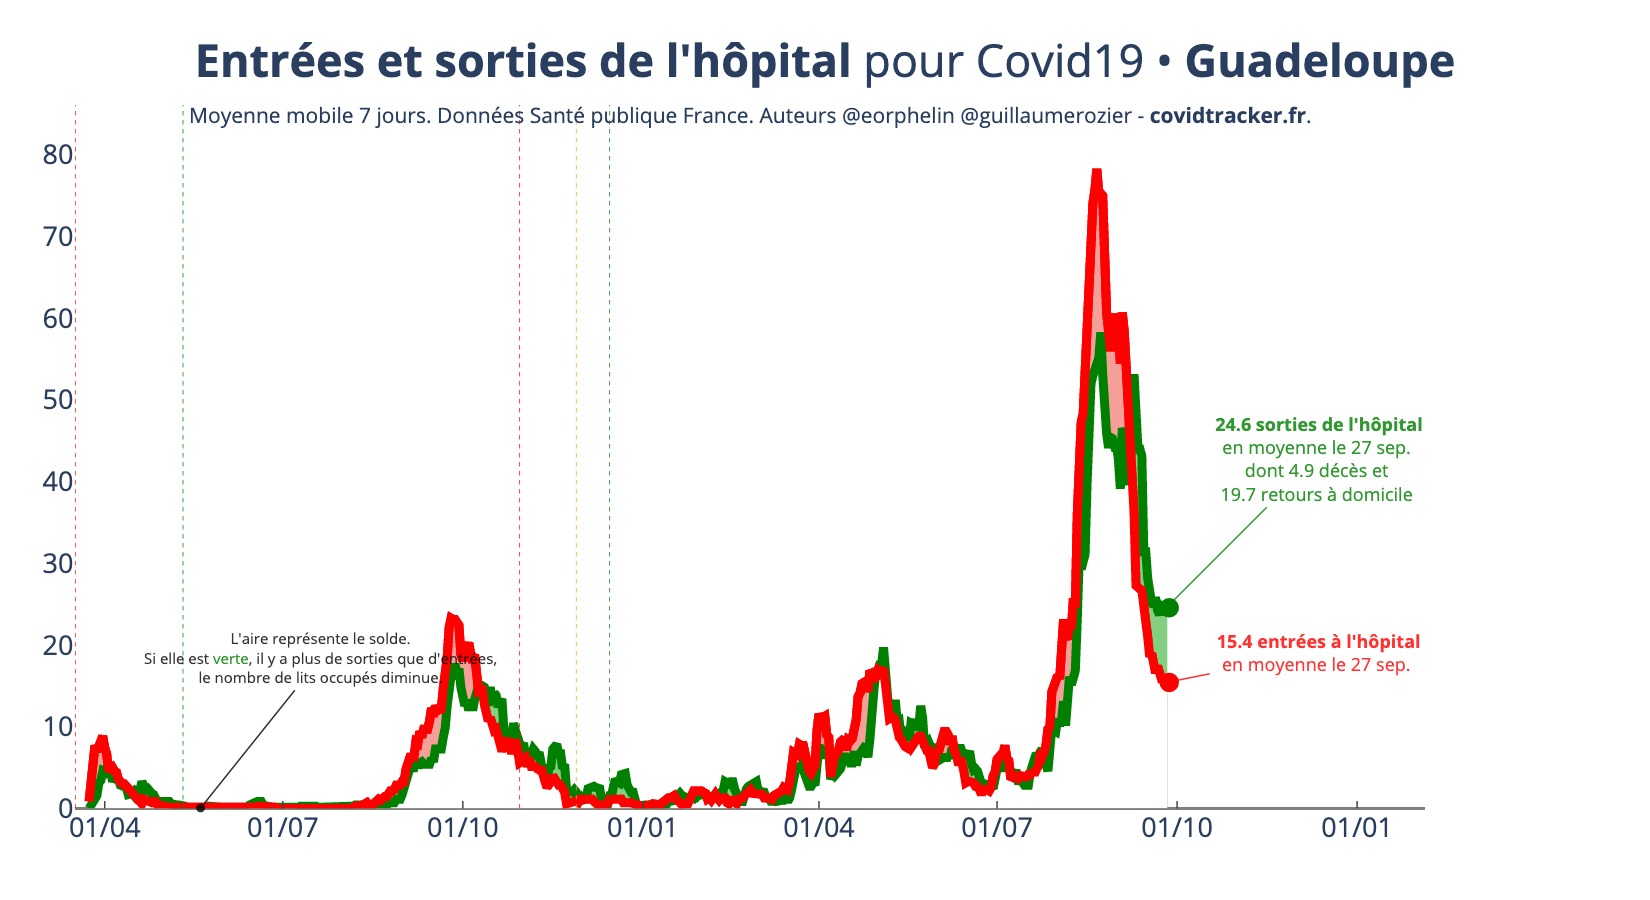 Entrées et sorties de l'hôpital pour Covid19 • Guadeloupe
Moyenne mobile 7 jours. Données Santé publique France. Auteurs @eorphelin @guillaumerozier - covidtracker.fr.
80
70
60
50
40
30
20
10
0
24.6 sorties de l'hôpital
en moyenne le 27 sep.
dont 4.9 décès et
19.7 retours à domicile
15.4 entrées à l'hôpital
en moyenne le 27 sep.
L'aire représente le solde.
Si elle est verte, il y a plus de sorties que d'entrées,
le nombre de lits occupés diminue.
01/04 01/07 01/10 01/01 01/04 01/07 01/10 01/01